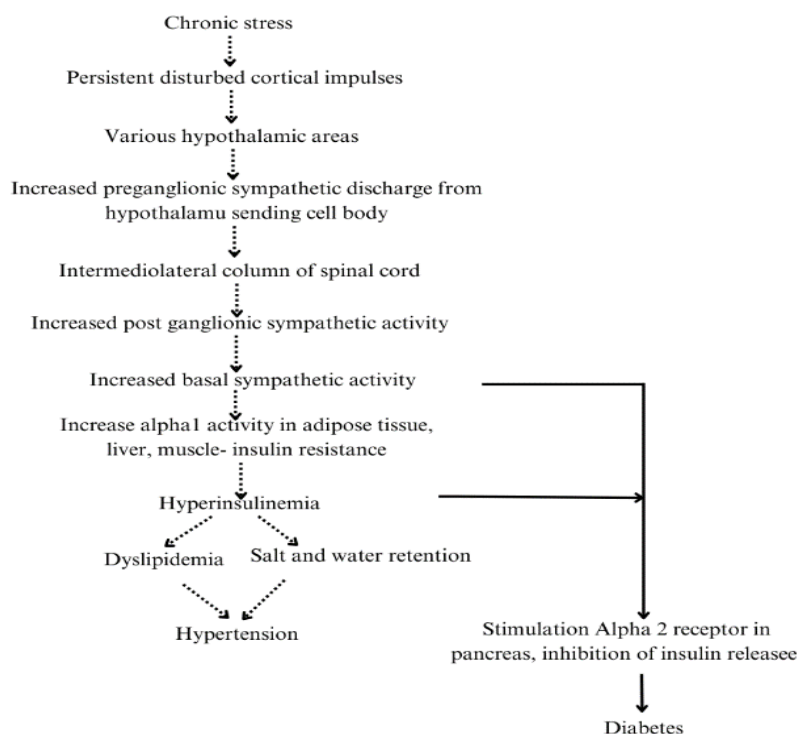 Chronic stress
Persistent disturbed cortical impulses
Various hypothalamic areas
Increased preganglionic sympathetic discharge from
hypothalamu sending cell body
Intermediolateral column of spinal cord
Increased post ganglionic sympathetic activity
Increased basal sympathetic activity
Increase alpha1 activity in adipose tissue,
liver, muscle- insulin resistance
Hyperinsulinemia
Dyslipidemia
Salt and water retention
Hypertension
Stimulation Alpha 2 receptor in
pancreas, inhibition of insulin releasee
Diabetes